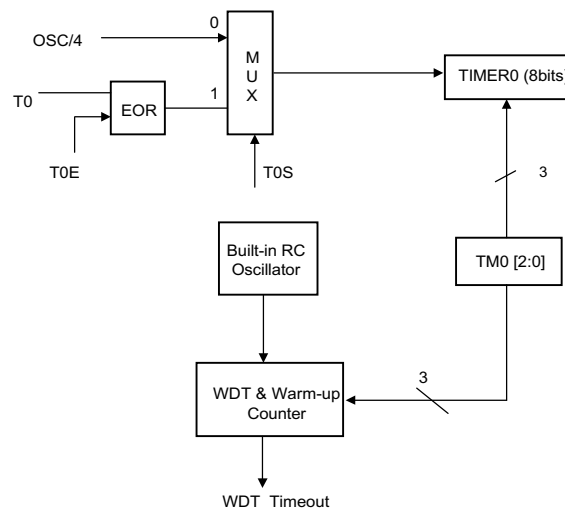 0
OSC/4
M
U
X
TIMER0 (8bits)
T0
EOR
1
T0E
T0S
3
Built-in RC
Oscillator
TM0 [2:0]
3
WDT & Warm-up
Counter
WDT Timeout